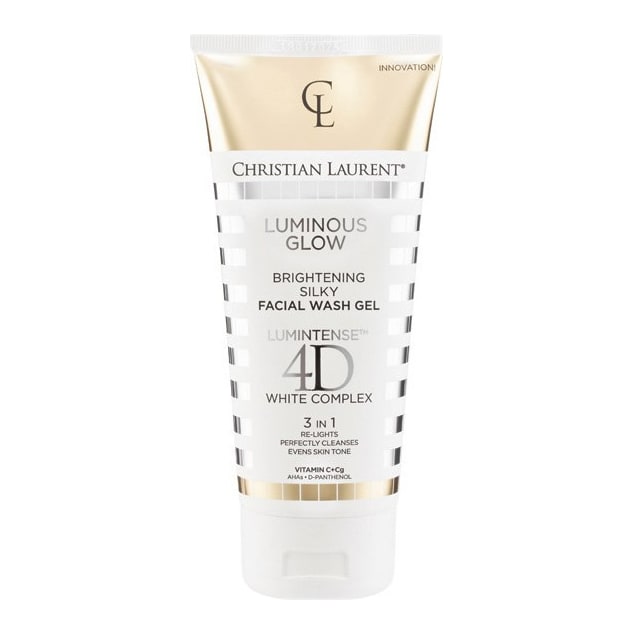 INNOVATION!
CL
CHRISTIAN LAURENT®
LUMINOUS
GLOW
BRIGHTENING
SILKY
FACIAL WASH GEL
LUMINTENSE™
4D
WHITE COMPLEX
3 IN 1
RE-LIGHTS
PERFECTLY CLEANSES
EVENS SKIN TONE
VITAMIN C+Cg
AHAs • D-PANTHENOL